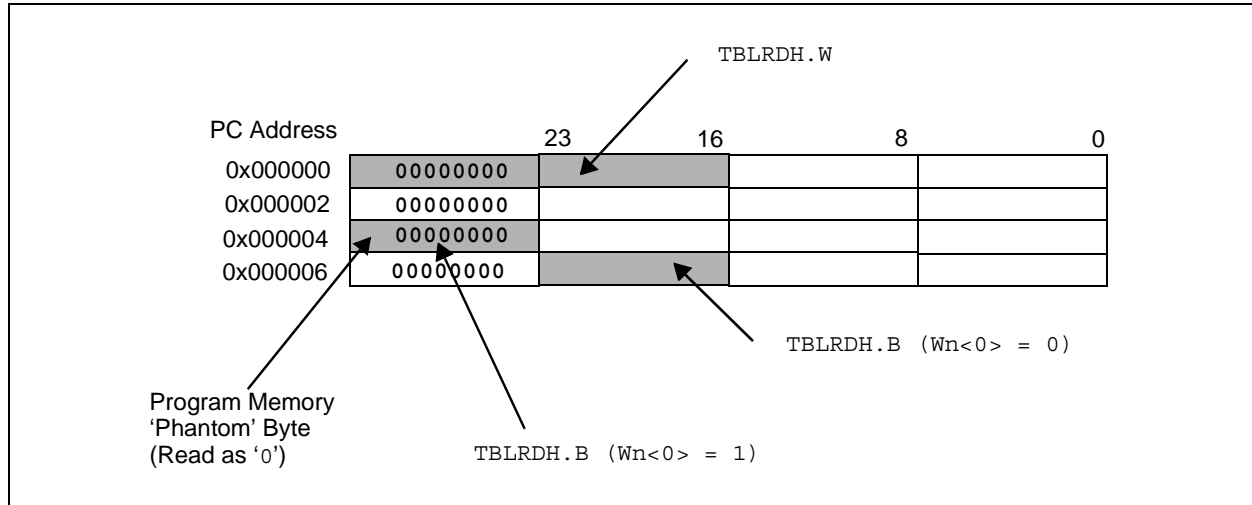 TBLRDH.W
PC Address
23 16 8 0
0x000000 00000000
0x000002 00000000
0x000004 00000000
0x000006 00000000
TBLRDH.B (Wn<0> = 0)
Program Memory
‘Phantom’ Byte
(Read as ‘0’)
TBLRDH.B (Wn<0> = 1)